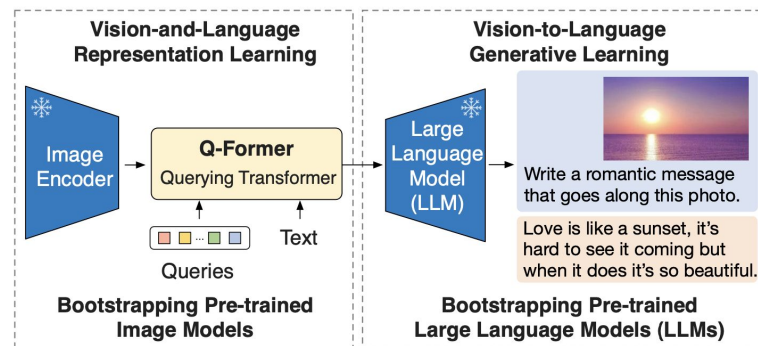 Vision-and-Language
Representation Learning
Image
Encoder
Q-Former
Querying Transformer
...
Queries
Text
Bootstrapping Pre-trained
Image Models
Vision-to-Language
Generative Learning
Large
Language
Model
(LLM)
Write a romantic message
that goes along this photo.
Love is like a sunset, it's
hard to see it coming but
when it does it's so beautiful.
Bootstrapping Pre-trained
Large Language Models (LLMs)